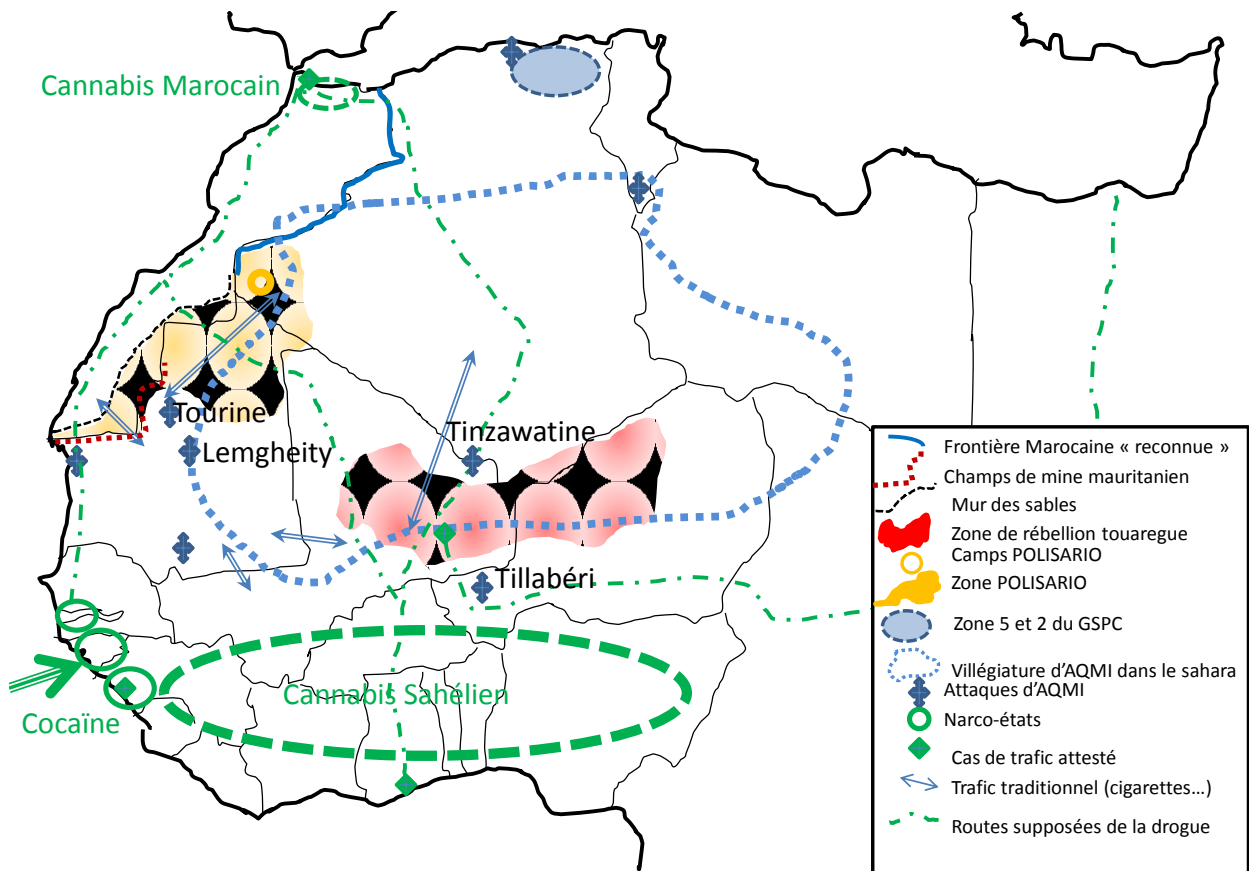 Cannabis Marocain
Tourine
Lemgheity
Tinzawatine
Tillabéri
Cannabis Sahélien
Cocaïne
Frontière Marocaine « reconnue »
Champs de mine mauritanien
Mur des sables
Zone de rébellion touaregue
Camps POLISARIO
Zone POLISARIO
Zone 5 et 2 du GSPC
Villégiature d’AQMI dans le sahara
Attaques d’AQMI
Narco-états
Cas de trafic attesté
Trafic traditionnel (cigarettes…)
Routes supposées de la drogue